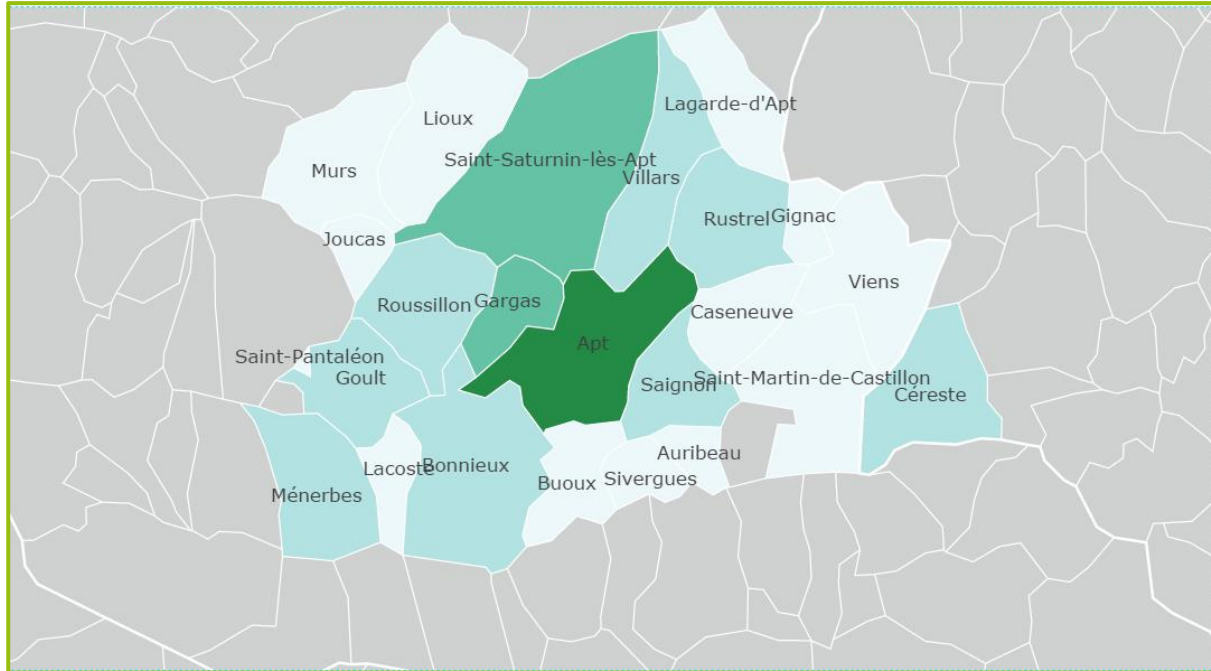 Lagarde-d'Apt
Lioux
Saint-Saturnin-lès-Apt
Murs
Villars
Rustrel
Gignac
Joucas
Viens
Roussillon
Gargas
Caseneuve
Apt
Saint-Pantaléon
Goult
Saignon
Saint-Martin-de-Castillon
Céreste
Auribeau
Lacoste
Bonnieux
Buoux
Sivergues
Ménerbes